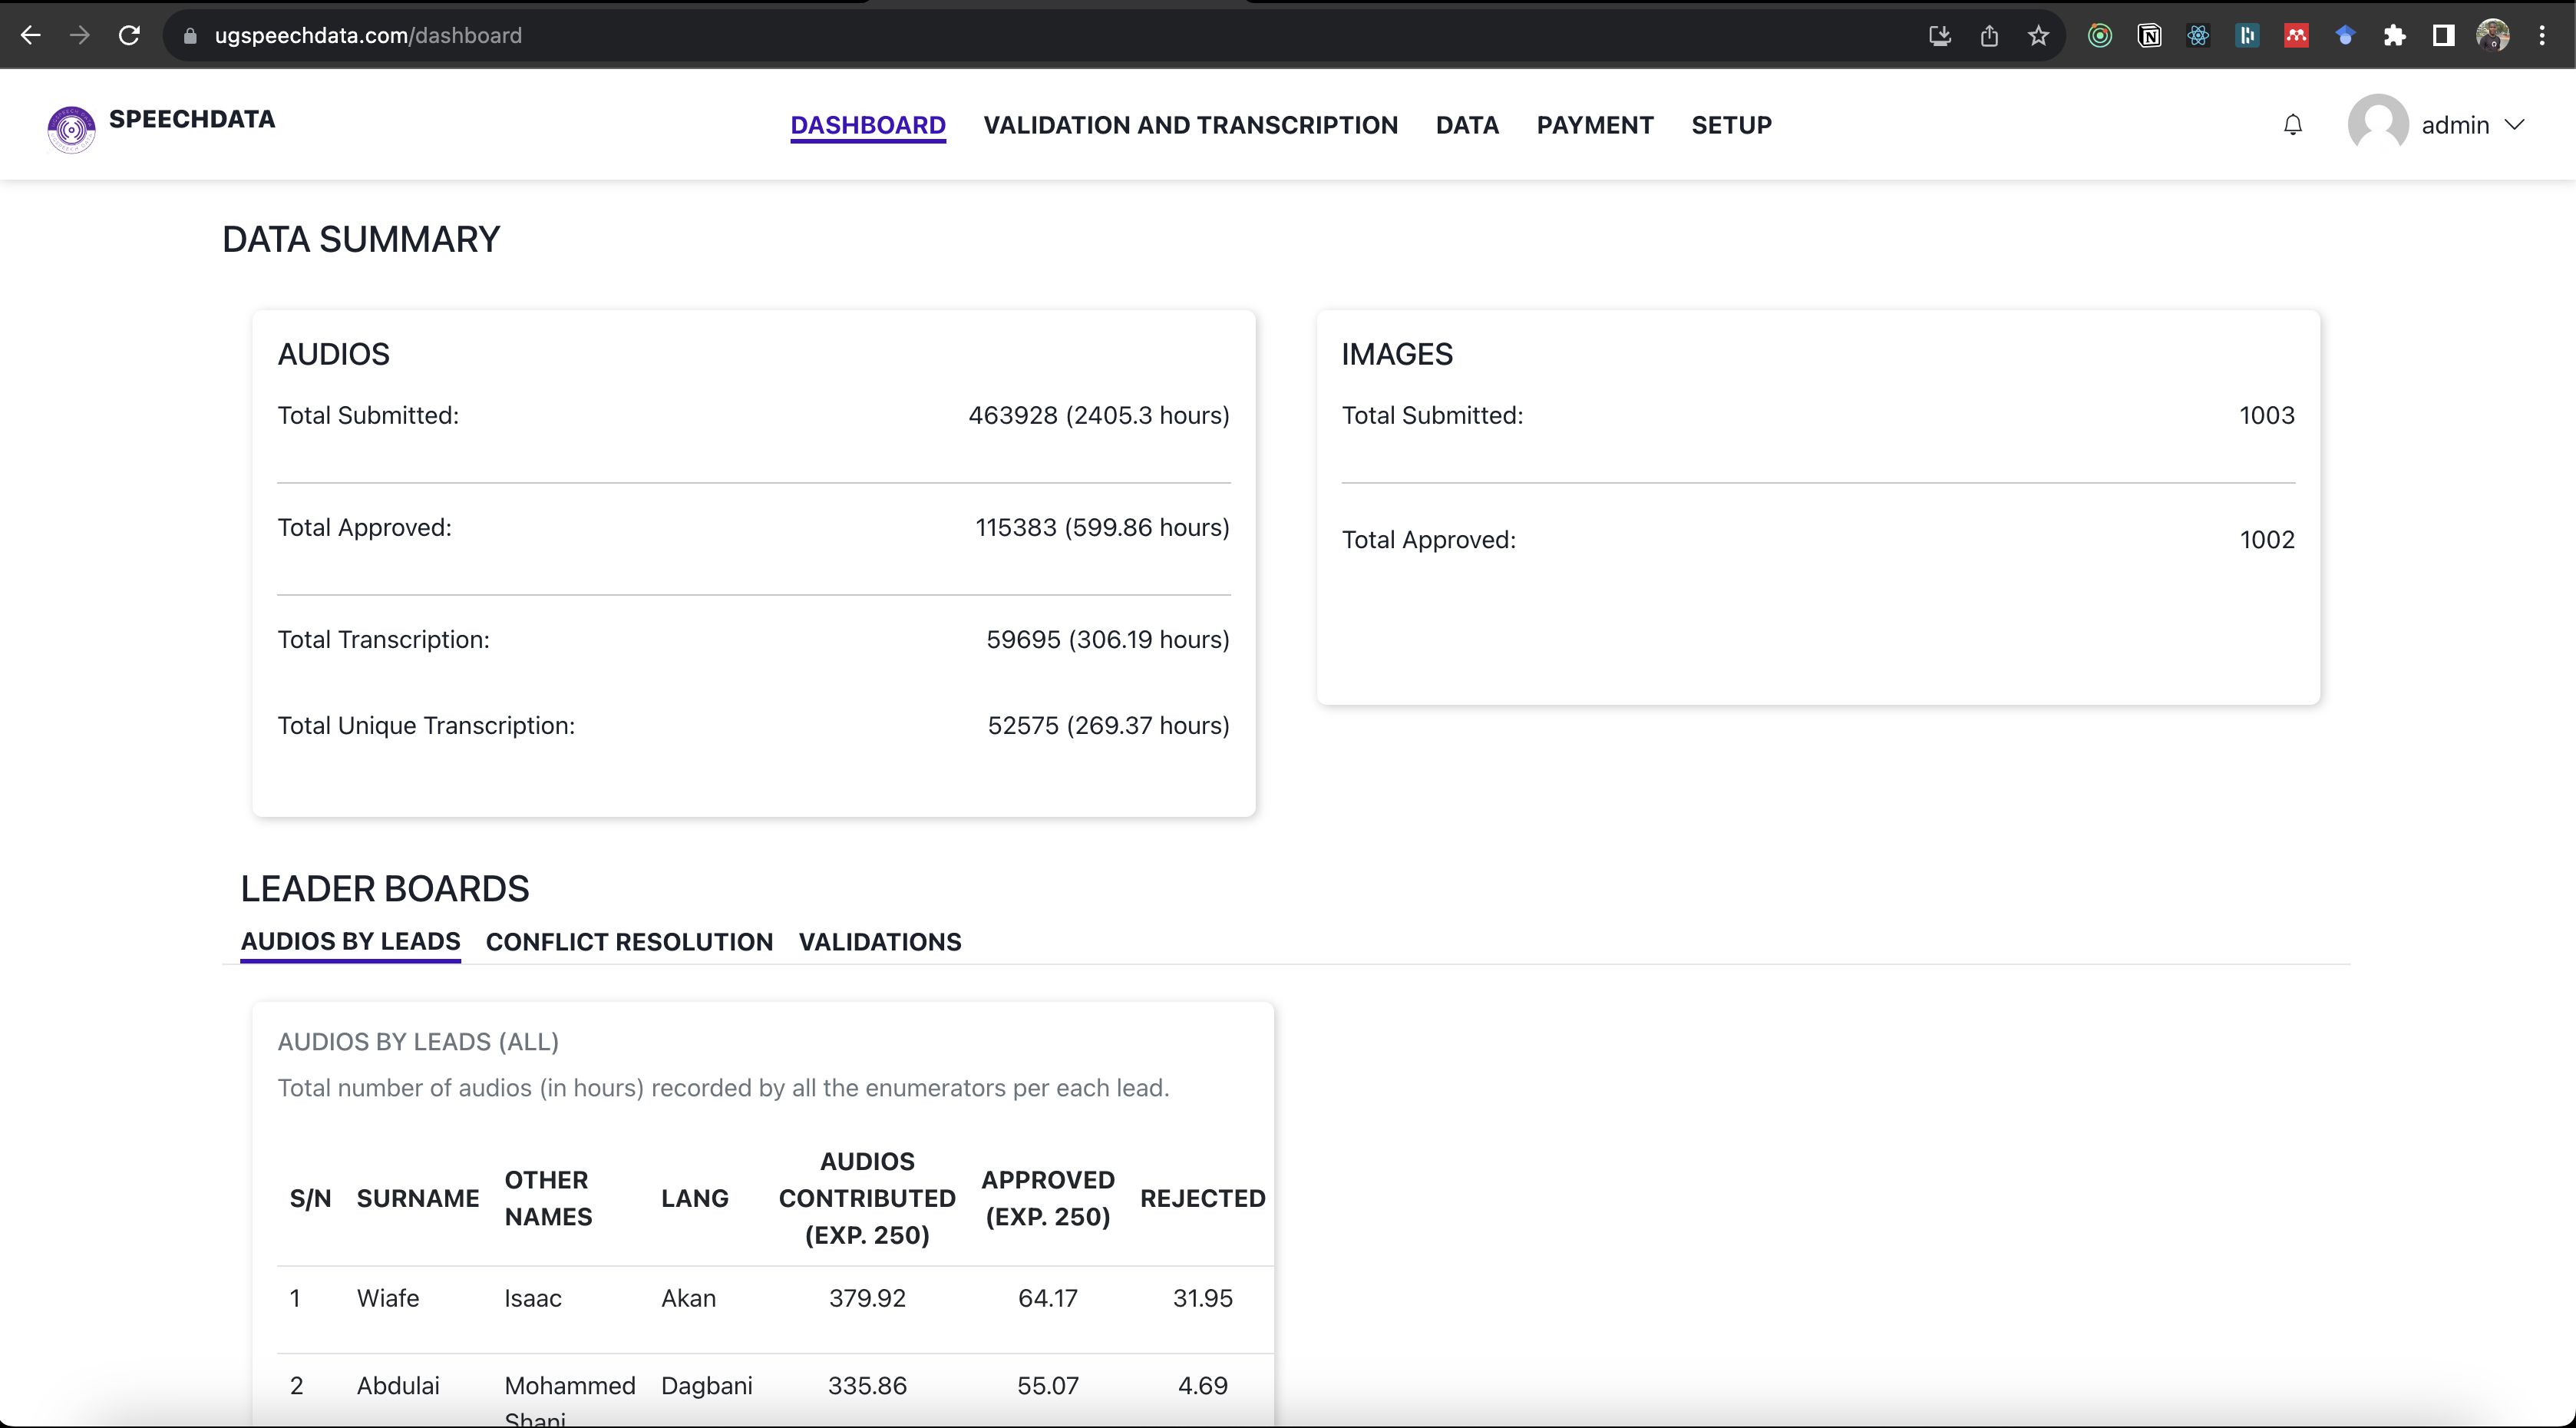 ugspeechdata.com/dashboard
SPEECHDATA
DASHBOARD VALIDATION AND TRANSCRIPTION DATA PAYMENT SETUP
admin
DATA SUMMARY
AUDIOS
Total Submitted: 463928 (2405.3 hours)
Total Approved: 115383 (599.86 hours)
Total Transcription: 59695 (306.19 hours)
Total Unique Transcription: 52575 (269.37 hours)
IMAGES
Total Submitted: 1003
Total Approved: 1002
LEADER BOARDS
AUDIOS BY LEADS CONFLICT RESOLUTION VALIDATIONS
AUDIOS BY LEADS (ALL)
Total number of audios (in hours) recorded by all the enumerators per each lead.
S/N SURNAME OTHER NAMES LANG AUDIOS CONTRIBUTED (EXP. 250) APPROVED (EXP. 250) REJECTED
1 Wiafe Isaac Akan 379.92 64.17 31.95
2 Abdulai Mohammed Shani Dagbani 335.86 55.07 4.69